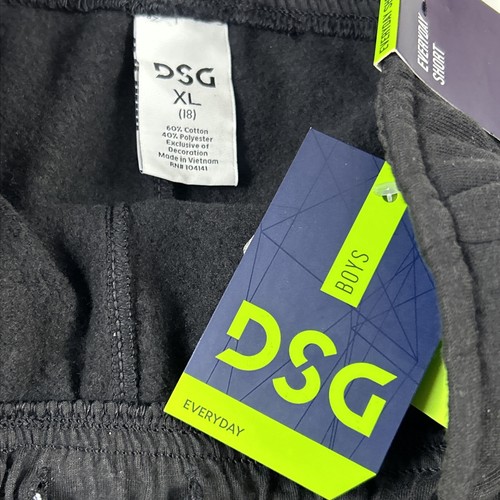 DSG
XL
(18)
60% Cotton
40% Polyester
Exclusive of
Decoration
Made in Vietnam
RN# 104141
EVERYDAY
EVERYDAY
SHORT
BOYS
DSG
EVERYDAY